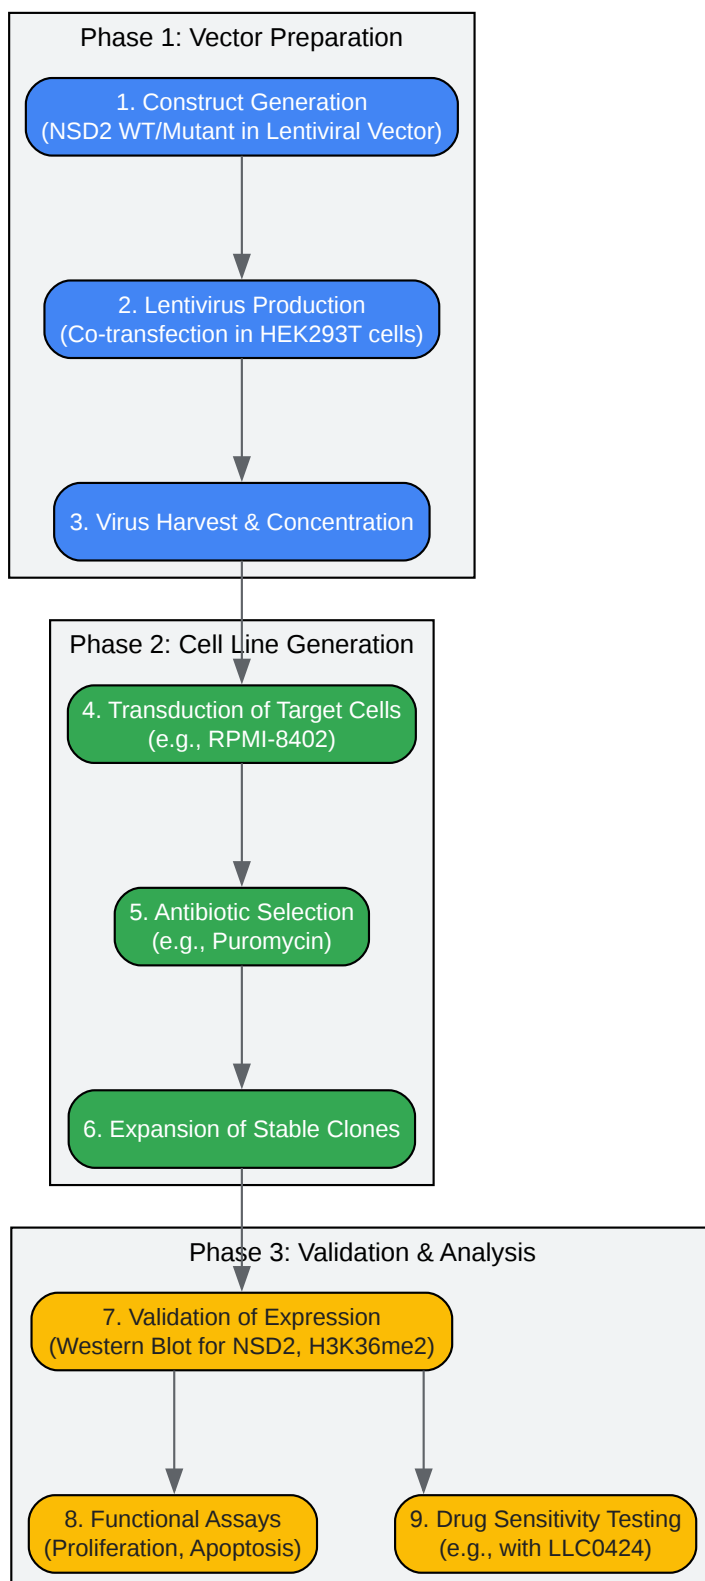 Phase 1: Vector Preparation
1. Construct Generation
(NSD2 WT/Mutant in Lentiviral Vector)
2. Lentivirus Production
(Co-transfection in HEK293T cells)
3. Virus Harvest & Concentration
Phase 2: Cell Line Generation
4. Transduction of Target Cells
(e.g., RPMI-8402)
5. Antibiotic Selection
(e.g., Puromycin)
6. Expansion of Stable Clones
Phase 3: Validation & Analysis
7. Validation of Expression
(Western Blot for NSD2, H3K36me2)
8. Functional Assays
(Proliferation, Apoptosis)
9. Drug Sensitivity Testing
(e.g., with LLC0424)